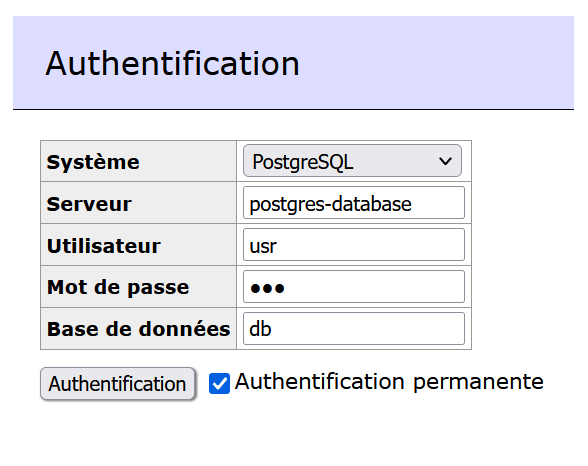 Authentification
Système PostgreSQL
Serveur postgres-database
Utilisateur usr
Mot de passe ●●●
Base de données db
Authentification Authentification permanente